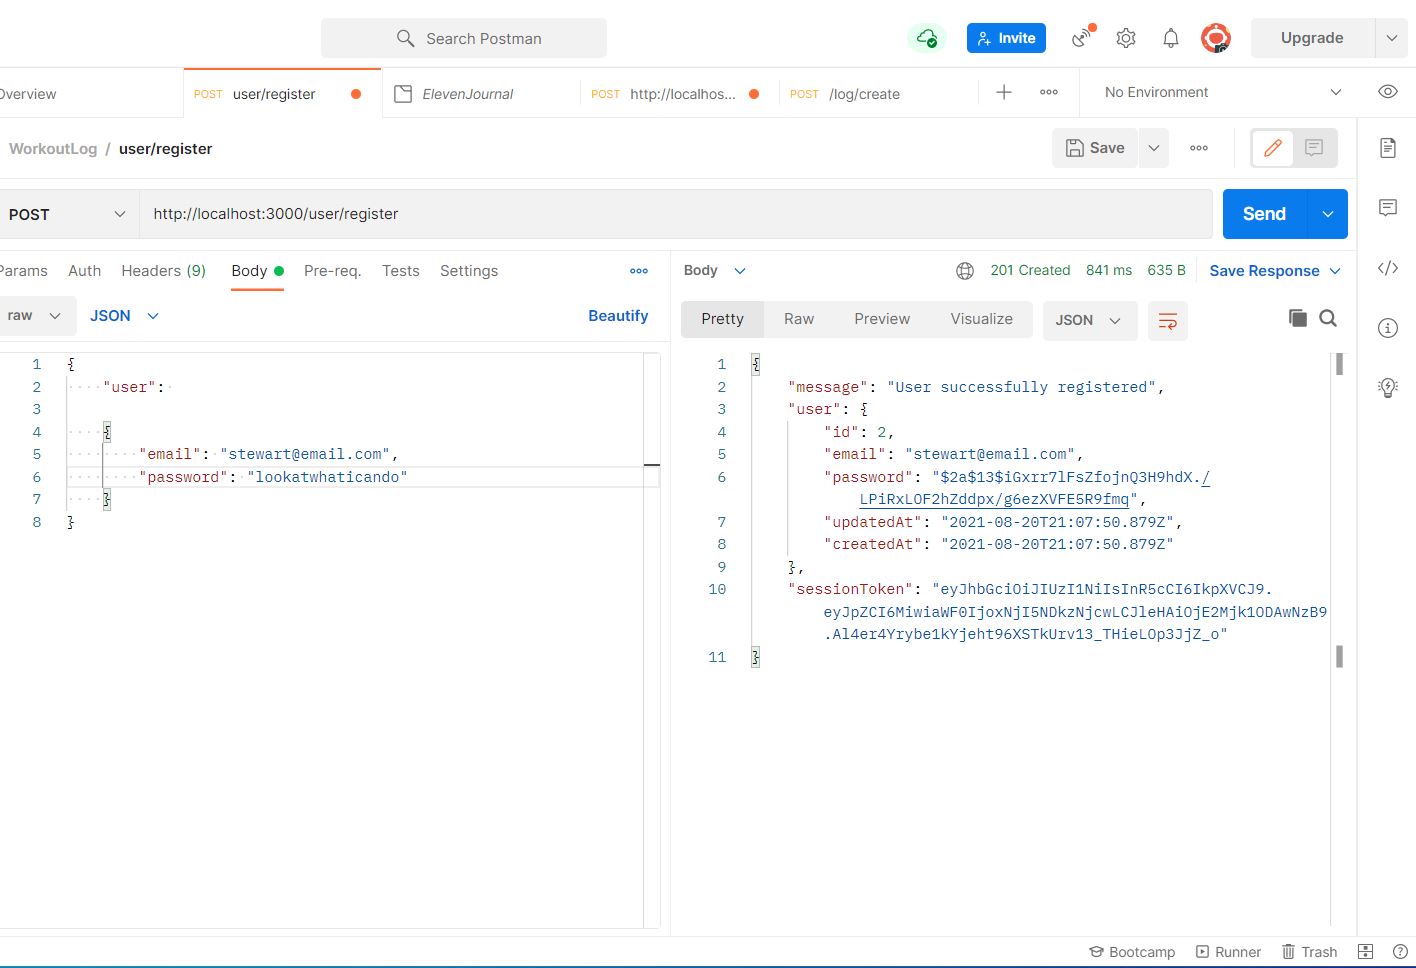 Search Postman
Invite
Upgrade
Overview
POST user/register
ElevenJournal
POST http://localhos...
POST /log/create
No Environment
WorkoutLog / user/register
Save
POST
http://localhost:3000/user/register
Send
Params Auth Headers (9) Body Pre-req. Tests Settings
raw JSON
Beautify
1 {
2 ····"user":·
3
4 ····{
5 ········"email":·"stewart@email.com",
6 ········"password":·"lookatwhaticando"
7 ····}
8 }
Body
201 Created 841 ms 635 B Save Response
Pretty Raw Preview Visualize JSON
1 {
2 "message": "User successfully registered",
3 "user": {
4 "id": 2,
5 "email": "stewart@email.com",
6 "password": "$2a$13$iGxrr7lFsZfojnQ3H9hdX./
LPiRxLOF2hZddpx/g6ezXVFE5R9fmq",
7 "updatedAt": "2021-08-20T21:07:50.879Z",
8 "createdAt": "2021-08-20T21:07:50.879Z"
9 },
10 "sessionToken": "eyJhbGciOiJIUzI1NiIsInR5cCI6IkpXVCJ9.
eyJpZCI6MiwiaWF0IjoxNjI5NDkzNjcwLCJleHAiOjE2Mjk1ODAwNzB9
.Al4er4Yrybe1kYjeht96XSTkUrv13_THieLOp3JjZ_o"
11 }
Bootcamp Runner Trash